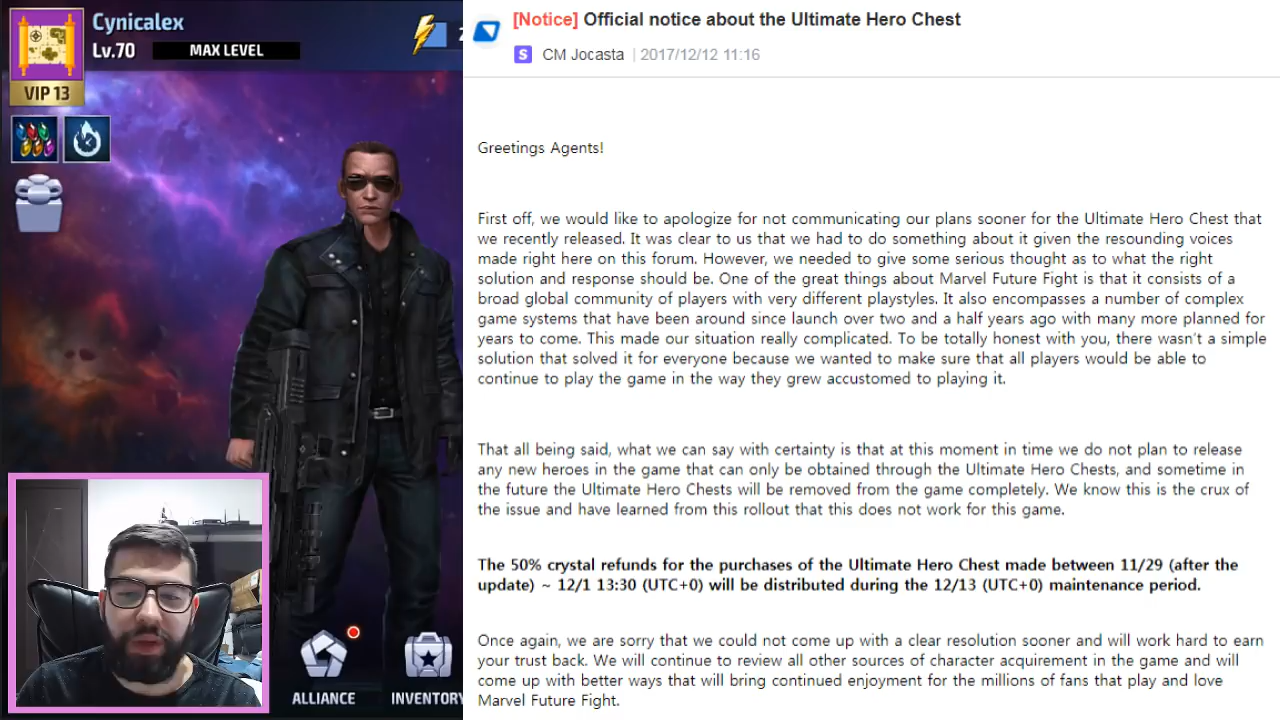 Cynicalex
Lv.70
MAX LEVEL
VIP 13
ALLIANCE
INVENTORY
[Notice] Official notice about the Ultimate Hero Chest
S CM Jocasta | 2017/12/12 11:16
Greetings Agents!
First off, we would like to apologize for not communicating our plans sooner for the Ultimate Hero Chest that
we recently released. It was clear to us that we had to do something about it given the resounding voices
made right here on this forum. However, we needed to give some serious thought as to what the right
solution and response should be. One of the great things about Marvel Future Fight is that it consists of a
broad global community of players with very different playstyles. It also encompasses a number of complex
game systems that have been around since launch over two and a half years ago with many more planned for
years to come. This made our situation really complicated. To be totally honest with you, there wasn't a simple
solution that solved it for everyone because we wanted to make sure that all players would be able to
continue to play the game in the way they grew accustomed to playing it.
That all being said, what we can say with certainty is that at this moment in time we do not plan to release
any new heroes in the game that can only be obtained through the Ultimate Hero Chests, and sometime in
the future the Ultimate Hero Chests will be removed from the game completely. We know this is the crux of
the issue and have learned from this rollout that this does not work for this game.
The 50% crystal refunds for the purchases of the Ultimate Hero Chest made between 11/29 (after the
update) ~ 12/1 13:30 (UTC+0) will be distributed during the 12/13 (UTC+0) maintenance period.
Once again, we are sorry that we could not come up with a clear resolution sooner and will work hard to earn
your trust back. We will continue to review all other sources of character acquirement in the game and will
come up with better ways that will bring continued enjoyment for the millions of fans that play and love
Marvel Future Fight.